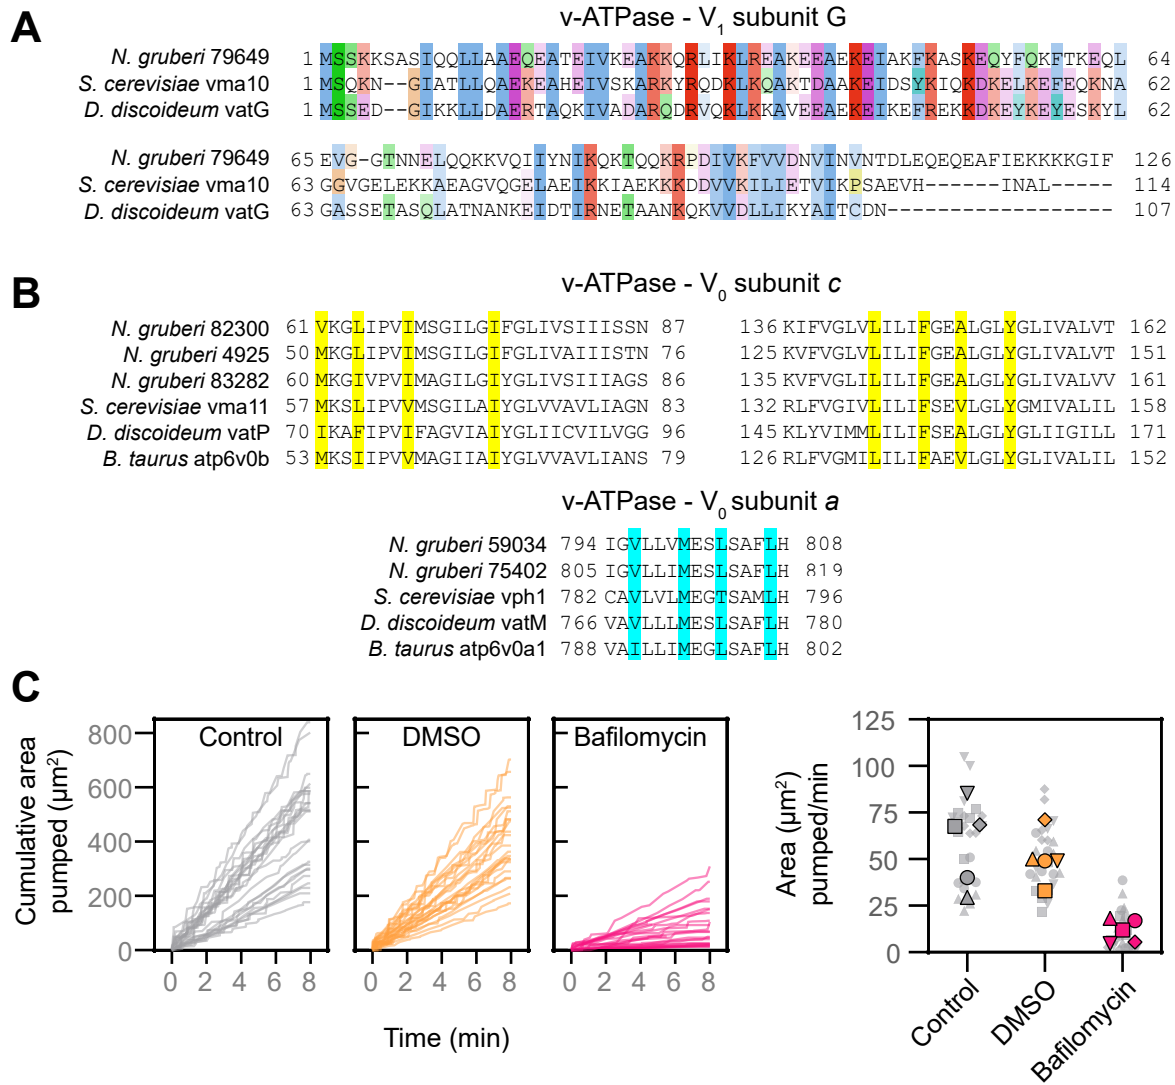 A
v-ATPase - V1 subunit G
N. gruberi 79649 1 MSSKKSASIQQLLAAEQEATEIVKEAKKQRLIKLREAKEEAEKEIAKFKASKEQYFQKFTKEQL 64
S. cerevisiae vma10 1 MSQKN--GIATLLQAEKEAHEIVSKARKYRQDKLKQAKTDAAKEIDSYKIQKDKELKEFEQKNA 62
D. discoideum vatG 1 MSSED--GIKKLLDAERTAQKIVADARQDRVQKLKKAVEEAEKEIKEFREKKDKEYKEYESKYL 62
N. gruberi 79649 65 EVG-GTNNELQQKKVQIIYNIKQKTQQKRPDIVKFVVDNVINVNTDLEQEQEAFIEKKKKGIF 126
S. cerevisiae vma10 63 GGVGELEKKAEAGVQGELAEIKKIAEKKKDDVVKILIETVIKPSAEVH------INAL----- 114
D. discoideum vatG 63 GASSETASQLATNANKEIDTIRNETAANKQKVVDLLIKYAITCDN------------------ 107
B
v-ATPase - V0 subunit c
N. gruberi 82300 61 VKGLIPVIMSGILGIFGLIVSIIISSN 87 136 KIFVGLVLILIFGEALGLYGLIVALVT 162
N. gruberi 4925 50 MKGLIPVIMSGILGIFGLIVAIIISTN 76 125 KVFVGLVLILIFGEALGLYGLIVALVT 151
N. gruberi 83282 60 MKGIVPVIMAGILGIYGLIVSIIIAGS 86 135 KVFVGLILILIFGEALGLYGLIVALVV 161
S. cerevisiae vma11 57 MKSLIPVVMSGILAIYGLVVAVLIAGN 83 132 RLFVGIVLILIFSEVLGLYGMIVALIL 158
D. discoideum vatP 70 IKAFIPVIFAGVIAIYGLIICVILVGG 96 145 KLYVIMMLILIFSEALGLYGLIIGILL 171
B. taurus atp6v0b 53 MKSIIPVVMAGIIAIYGLVVAVLIANS 79 126 RLFVGMILILIFAEVLGLYGLIVALIL 152
v-ATPase - V0 subunit a
N. gruberi 59034 794 IGVLLVMESLSAFLH 808
N. gruberi 75402 805 IGVLLIMESLSAFLH 819
S. cerevisiae vph1 782 CAVLVLMEGTSAMLH 796
D. discoideum vatM 766 VAVLLLMESLSAFLH 780
B. taurus atp6v0a1 788 VAILLIMEGLSAFLH 802
C
Cumulative area
pumped (µm²)
800
600
400
200
0
Control
DMSO
Bafilomycin
0 2 4 6 8
0 2 4 6 8
0 2 4 6 8
Time (min)
Area (µm²)
pumped/min
125
100
75
50
25
0
Control
DMSO
Bafilomycin